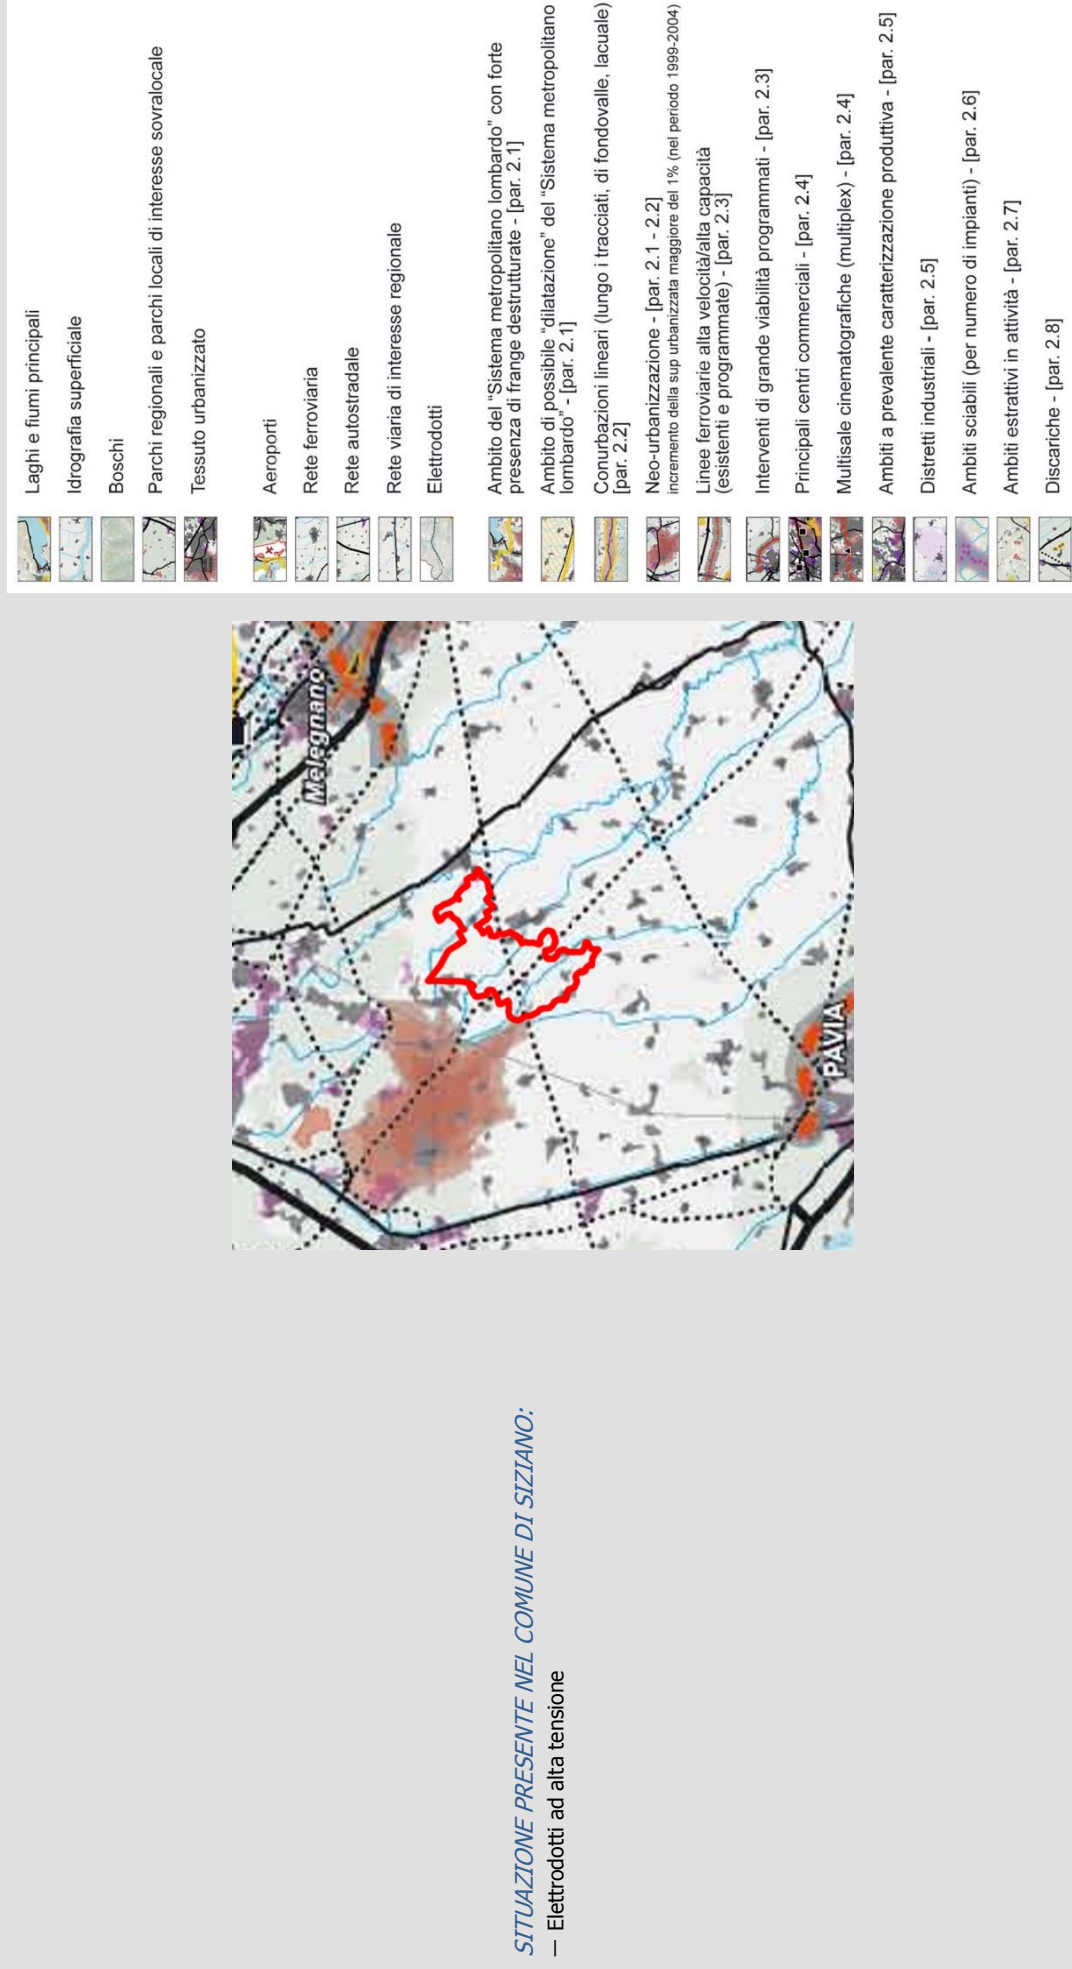 SITUAZIONE PRESENTE NEL COMUNE DI SIZIANO:
— Elettrodotti ad alta tensione
Melegnano
PAVIA
Laghi e fiumi principali
Idrografia superficiale
Boschi
Parchi regionali e parchi locali di interesse sovralocale
Tessuto urbanizzato
Aeroporti
Rete ferroviaria
Rete autostradale
Rete viaria di interesse regionale
Elettrodotti
Ambito del "Sistema metropolitano lombardo" con forte
presenza di frange destrutturate - [par. 2.1]
Ambito di possibile "dilatazione" del "Sistema metropolitano
lombardo" - [par. 2.1]
Conurbazioni lineari (lungo i tracciati, di fondovalle, lacuale)
[par. 2.2]
Neo-urbanizzazione - [par. 2.1 - 2.2]
incremento della sup urbanizzata maggiore del 1% (nel periodo 1999-2004)
Linee ferroviarie alta velocità/alta capacità
(esistenti e programmate) - [par. 2.3]
Interventi di grande viabilità programmati - [par. 2.3]
Principali centri commerciali - [par. 2.4]
Multisale cinematografiche (multiplex) - [par. 2.4]
Ambiti a prevalente caratterizzazione produttiva - [par. 2.5]
Distretti industriali - [par. 2.5]
Ambiti sciabili (per numero di impianti) - [par. 2.6]
Ambiti estrattivi in attività - [par. 2.7]
Discariche - [par. 2.8]